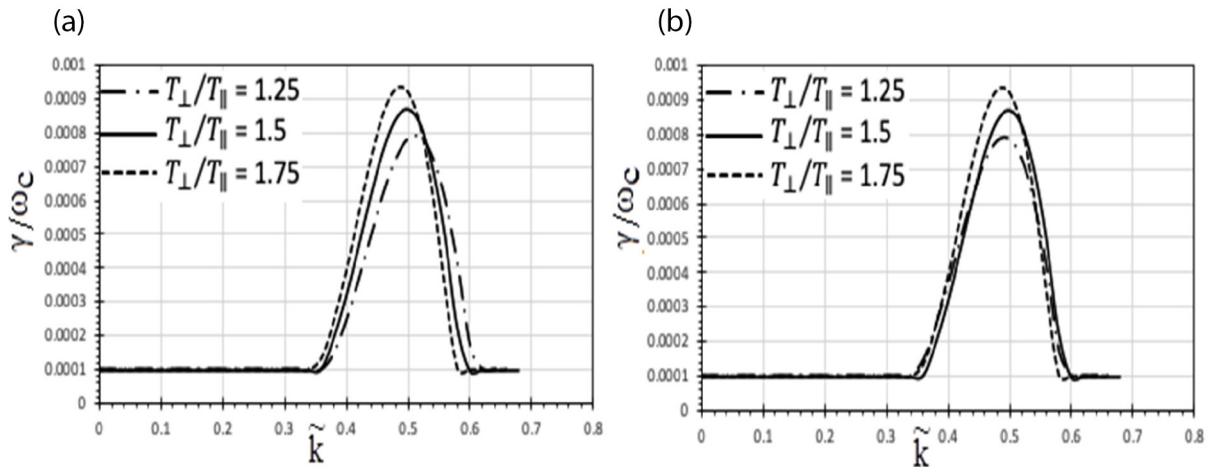 (a)
0.001
0.0009
0.0008
0.0007
0.0006
0.0005
0.0004
0.0003
0.0002
0.0001
0
γ/ωc
T⊥/T∥ = 1.25
T⊥/T∥ = 1.5
T⊥/T∥ = 1.75
0 0.1 0.2 0.3 0.4 0.5 0.6 0.7 0.8
k̃
(b)
0.001
0.0009
0.0008
0.0007
0.0006
0.0005
0.0004
0.0003
0.0002
0.0001
0
γ/ωc
T⊥/T∥ = 1.25
T⊥/T∥ = 1.5
T⊥/T∥ = 1.75
0 0.1 0.2 0.3 0.4 0.5 0.6 0.7 0.8
k̃